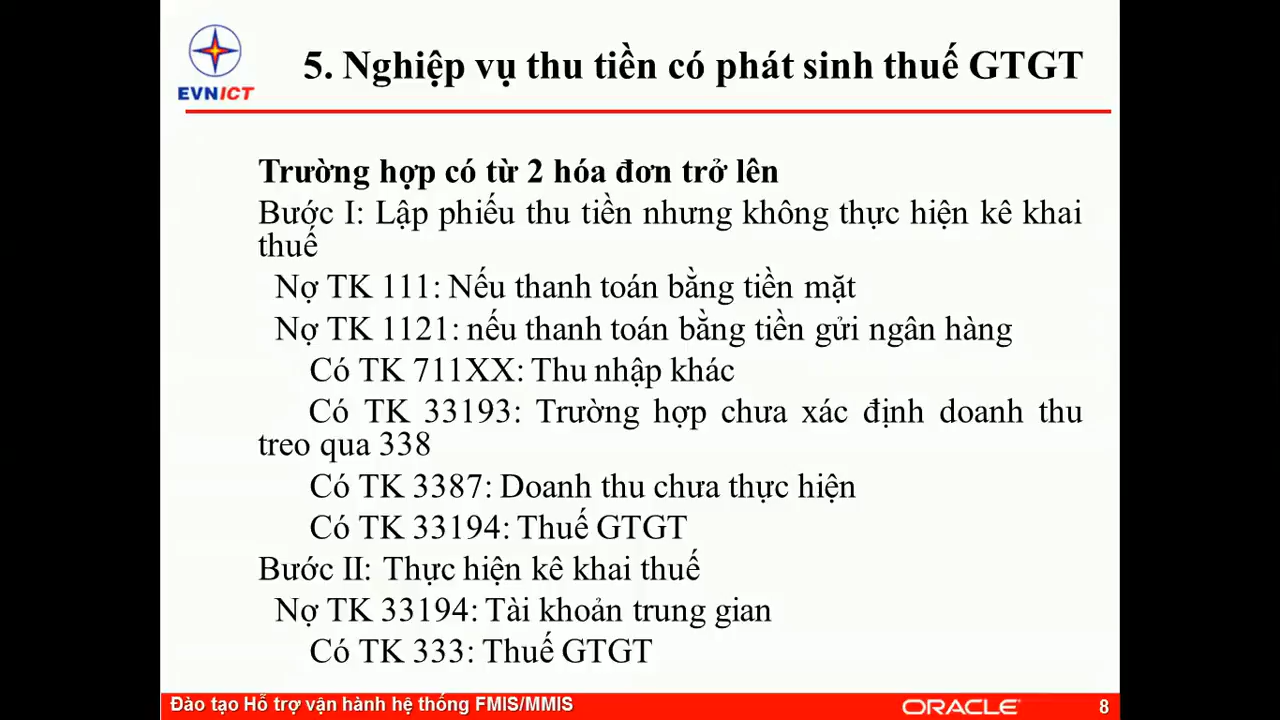 EVNICT
5. Nghiệp vụ thu tiền có phát sinh thuế GTGT
Trường hợp có từ 2 hóa đơn trở lên
Bước I: Lập phiếu thu tiền nhưng không thực hiện kê khai
thuế
Nợ TK 111: Nếu thanh toán bằng tiền mặt
Nợ TK 1121: nếu thanh toán bằng tiền gửi ngân hàng
Có TK 711XX: Thu nhập khác
Có TK 33193: Trường hợp chưa xác định doanh thu
treo qua 338
Có TK 3387: Doanh thu chưa thực hiện
Có TK 33194: Thuế GTGT
Bước II: Thực hiện kê khai thuế
Nợ TK 33194: Tài khoản trung gian
Có TK 333: Thuế GTGT
Đào tạo Hỗ trợ vận hành hệ thống FMIS/MMIS
ORACLE
8